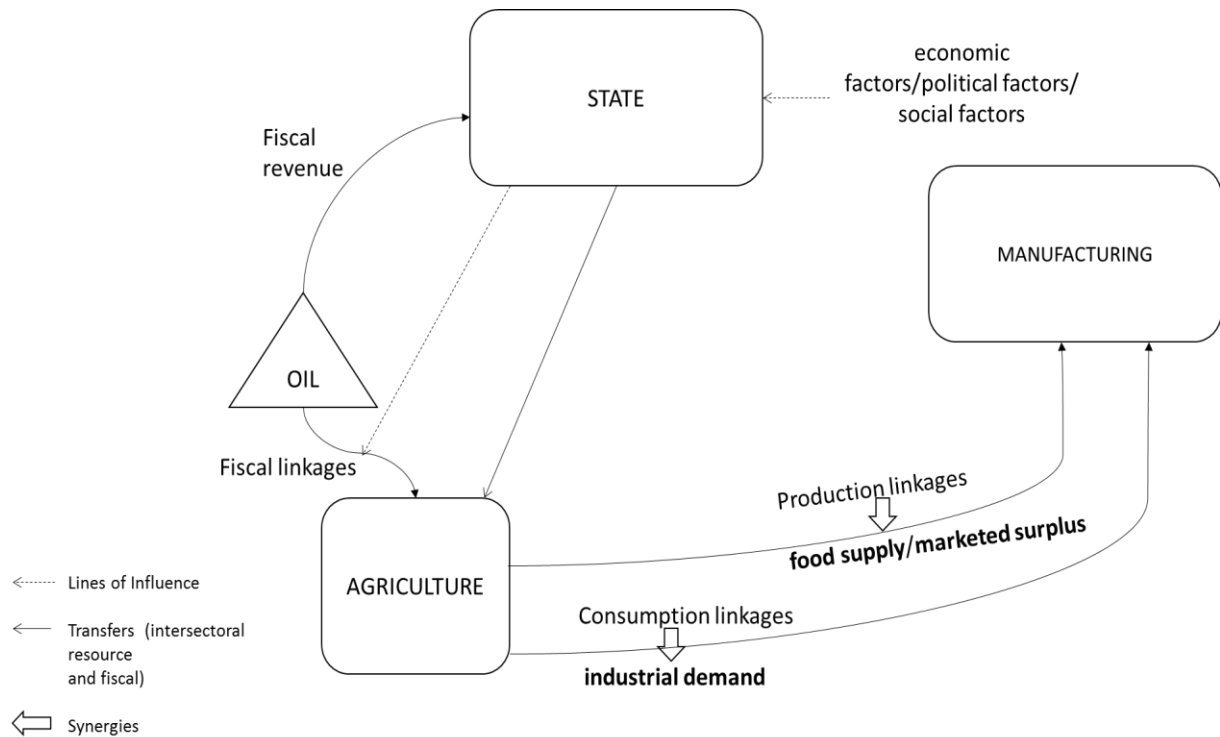 STATE
economic
factors/political factors/
social factors
Fiscal
revenue
MANUFACTURING
OIL
Fiscal linkages
Production linkages
food supply/marketed surplus
AGRICULTURE
Consumption linkages
industrial demand
Lines of Influence
Transfers (intersectoral
resource
and fiscal)
Synergies